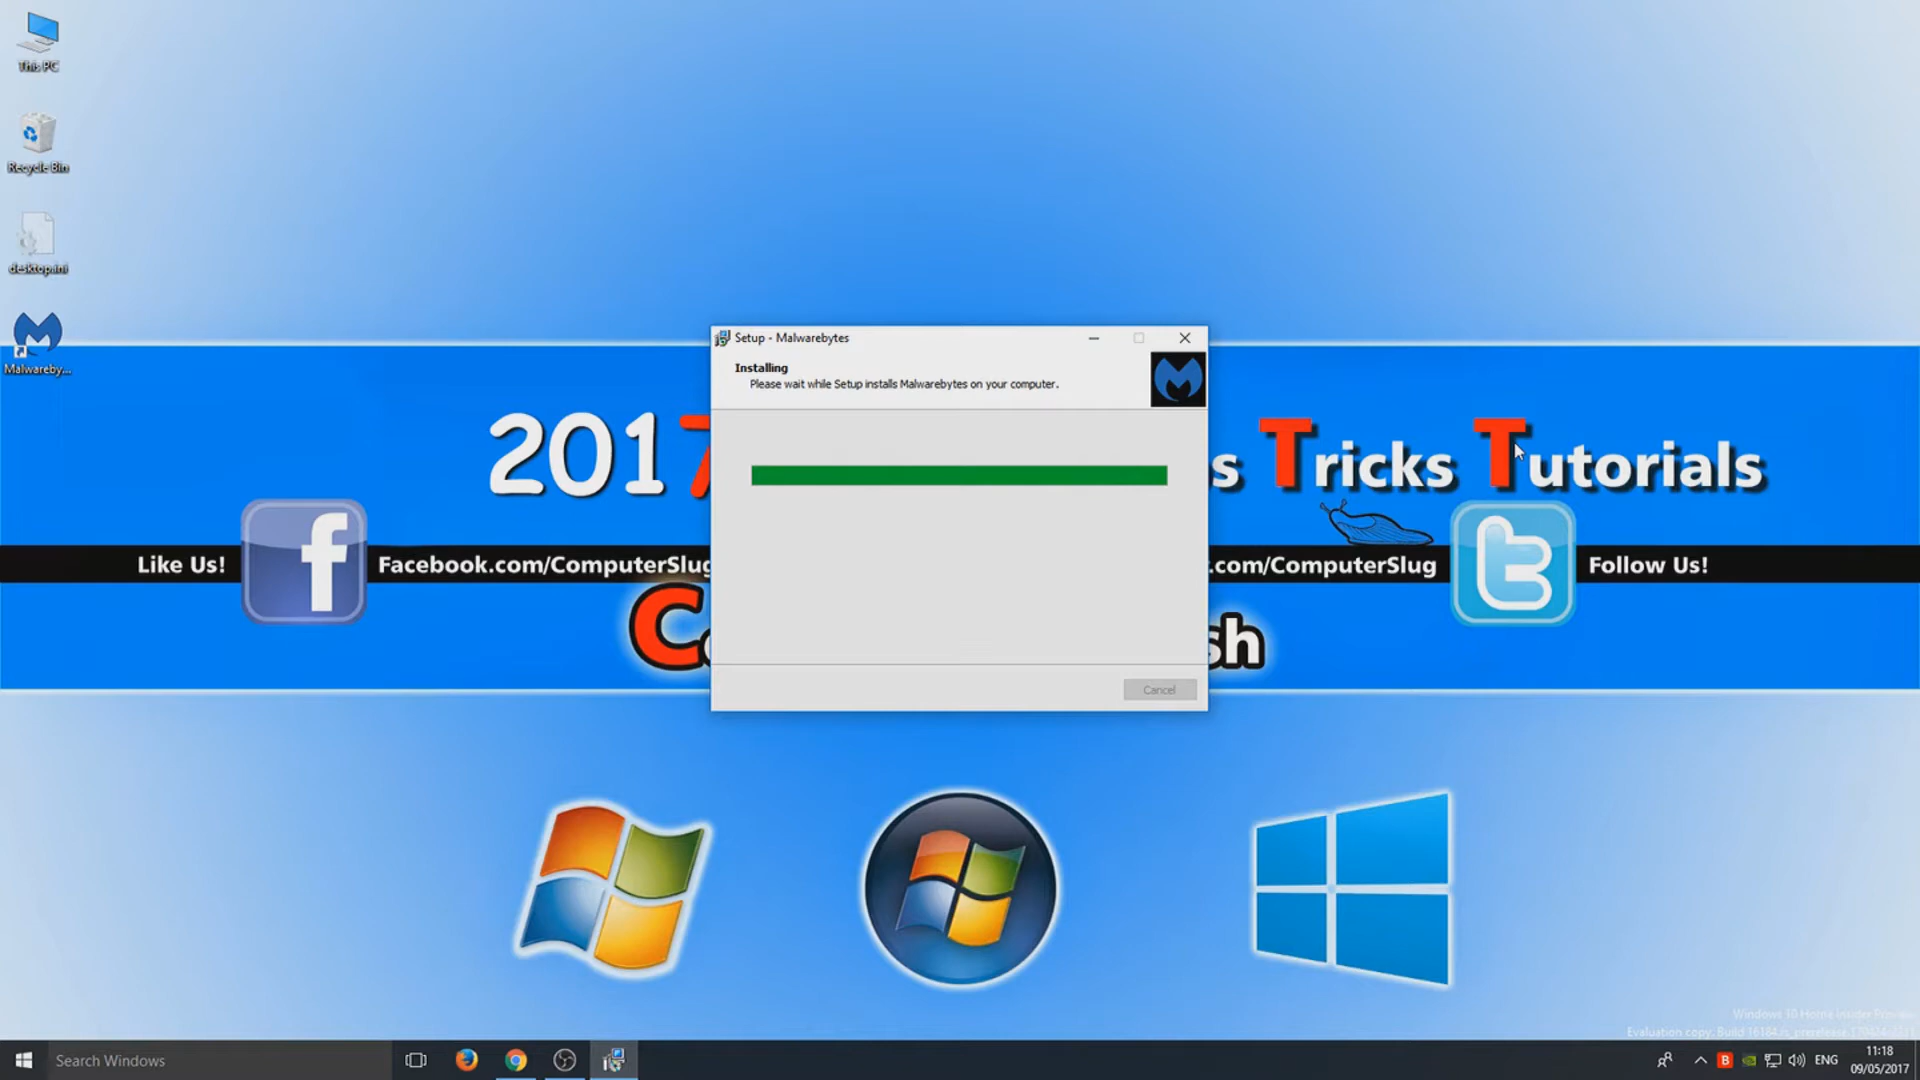 This PC
Recycle Bin
desktop.ini
Malwareby...
Setup - Malwarebytes
Installing
Please wait while Setup installs Malwarebytes on your computer.
2017
s Tricks Tutorials
Like Us!
f
Facebook.com/ComputerSlug
.com/ComputerSlug
t
Follow Us!
C
sh
Cancel
Windows 10 Home Insider Preview
Evaluation copy. Build 16184.rs_prerelease
Search Windows
B
ENG
11:18
09/05/2017